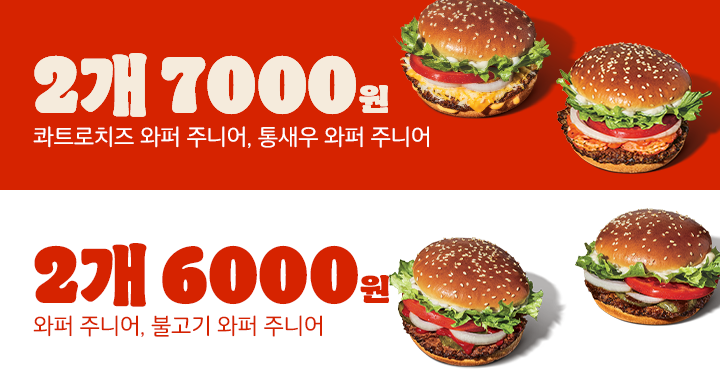 2개 7000원
콰트로치즈 와퍼 주니어, 통새우 와퍼 주니어
2개 6000원
와퍼 주니어, 불고기 와퍼 주니어